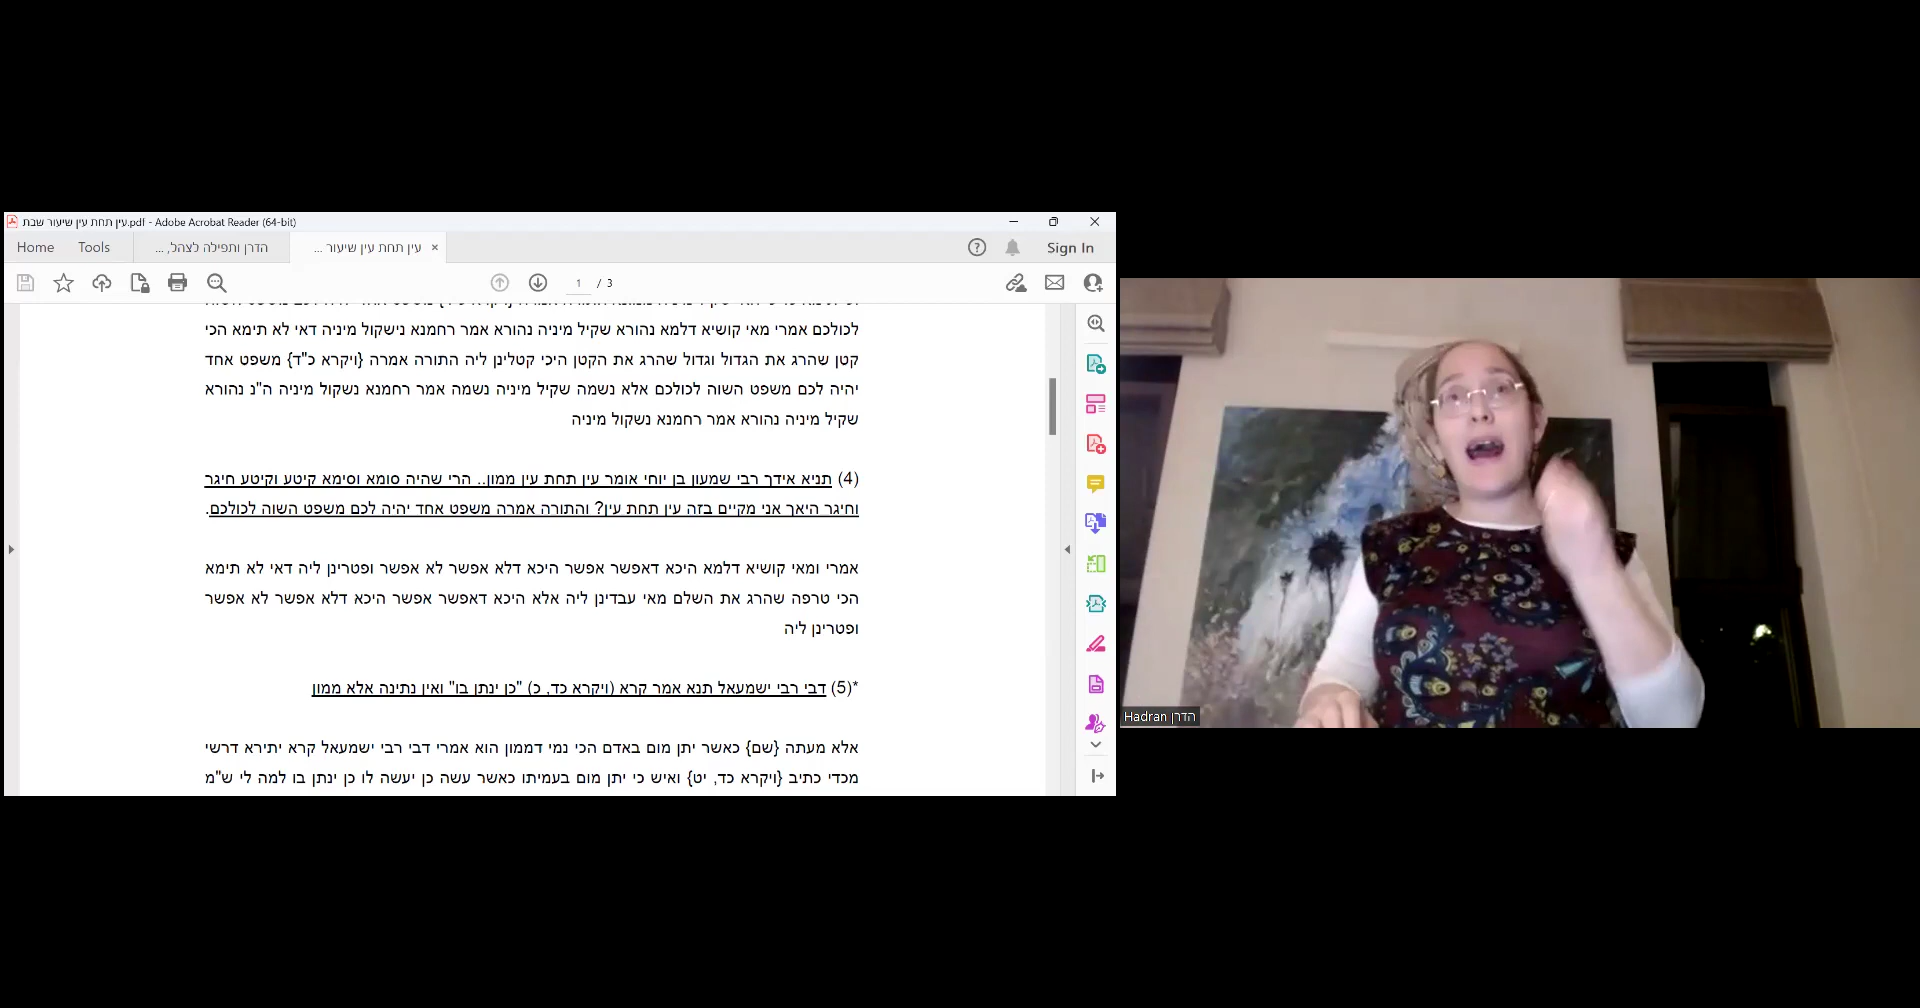 עין תחת עין שיעור שבת.pdf - Adobe Acrobat Reader (64-bit)
Home Tools הדרן ותפילה לצהל, ... עין תחת עין שיעור ... × Sign In
1 / 3
לכולכם אמרי מאי קושיא דלמא נהורא שקיל מיניה נהורא אמר רחמנא נישקול מיניה דאי לא תימא הכי
קטן שהרג את הגדול וגדול שהרג את הקטן היכי קטלינן ליה התורה אמרה {ויקרא כ"ד} משפט אחד
יהיה לכם משפט השוה לכולכם אלא נשמה שקיל מיניה נשמה אמר רחמנא נשקול מיניה ה"נ נהורא
שקיל מיניה נהורא אמר רחמנא נשקול מיניה
(4) תניא אידך רבי שמעון בן יוחי אומר עין תחת עין ממון.. הרי שהיה סומא וסימא קיטע וקיטע חיגר
וחיגר היאך אני מקיים בזה עין תחת עין? והתורה אמרה משפט אחד יהיה לכם משפט השוה לכולכם.
אמרי ומאי קושיא דלמא היכא דאפשר אפשר היכא דלא אפשר לא אפשר ופטרינן ליה דאי לא תימא
הכי טרפה שהרג את השלם מאי עבדינן ליה אלא היכא דאפשר אפשר היכא דלא אפשר לא אפשר
ופטרינן ליה
*(5) דבי רבי ישמעאל תנא אמר קרא (ויקרא כד, כ) "כן ינתן בו" ואין נתינה אלא ממון
אלא מעתה {שם} כאשר יתן מום באדם הכי נמי דממון הוא אמרי דבי רבי ישמעאל קרא יתירא דרשי
מכדי כתיב {ויקרא כד, יט} ואיש כי יתן מום בעמיתו כאשר עשה כן יעשה לו כן ינתן בו למה לי ש"מ
Hadran הדרן